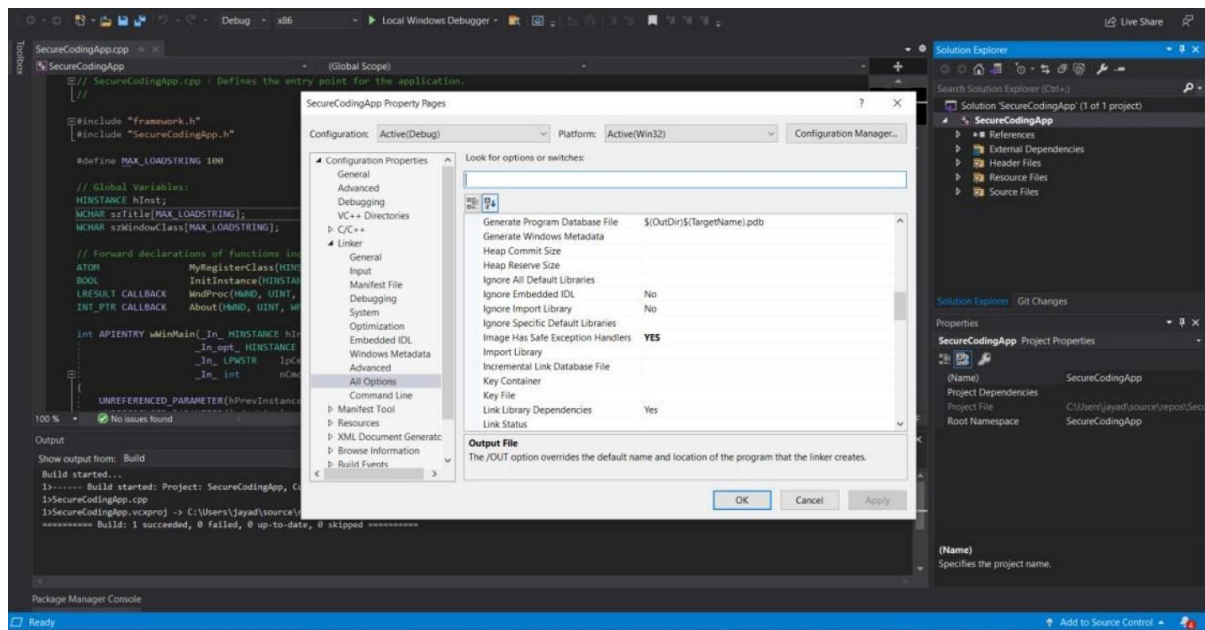 Debug
x86
Local Windows Debugger
Live Share
Toolbox
SecureCodingApp.cpp
SecureCodingApp
(Global Scope)
// SecureCodingApp.cpp : Defines the entry point for the application.
//
#include "framework.h"
#include "SecureCodingApp.h"
#define MAX_LOADSTRING 100
// Global Variables:
HINSTANCE hInst;
WCHAR szTitle[MAX_LOADSTRING];
WCHAR szWindowClass[MAX_LOADSTRING];
// Forward declarations of functions inc
ATOM MyRegisterClass(HINS
BOOL InitInstance(HINSTAN
LRESULT CALLBACK WndProc(HWND, UINT,
INT_PTR CALLBACK About(HWND, UINT, WP
int APIENTRY wWinMain(_In_ HINSTANCE hIn
_In_opt_ HINSTANCE
_In_ LPWSTR lpCm
_In_ int nCmd
{
UNREFERENCED_PARAMETER(hPrevInstance
100 %
No issues found
Output
Show output from: Build
Build started...
1>------ Build started: Project: SecureCodingApp, Co
1>SecureCodingApp.cpp
1>SecureCodingApp.vcxproj -> C:\Users\jayad\source\
========== Build: 1 succeeded, 0 failed, 0 up-to-date, 0 skipped ==========
Package Manager Console
Ready
SecureCodingApp Property Pages
? ×
Configuration: Active(Debug)
Platform: Active(Win32)
Configuration Manager...
Configuration Properties
General
Advanced
Debugging
VC++ Directories
C/C++
Linker
General
Input
Manifest File
Debugging
System
Optimization
Embedded IDL
Windows Metadata
Advanced
All Options
Command Line
Manifest Tool
Resources
XML Document Generatc
Browse Information
Build Events
Look for options or switches:
Generate Program Database File $(OutDir)$(TargetName).pdb
Generate Windows Metadata
Heap Commit Size
Heap Reserve Size
Ignore All Default Libraries
Ignore Embedded IDL No
Ignore Import Library No
Ignore Specific Default Libraries
Image Has Safe Exception Handlers YES
Import Library
Incremental Link Database File
Key Container
Key File
Link Library Dependencies Yes
Link Status
Output File
The /OUT option overrides the default name and location of the program that the linker creates.
OK
Cancel
Apply
Solution Explorer
Search Solution Explorer (Ctrl+;)
Solution 'SecureCodingApp' (1 of 1 project)
SecureCodingApp
References
External Dependencies
Header Files
Resource Files
Source Files
Solution Explorer Git Changes
Properties
SecureCodingApp Project Properties
(Name) SecureCodingApp
Project Dependencies
Project File C:\Users\jayad\source\repos\Secu
Root Namespace SecureCodingApp
(Name)
Specifies the project name.
Add to Source Control
4